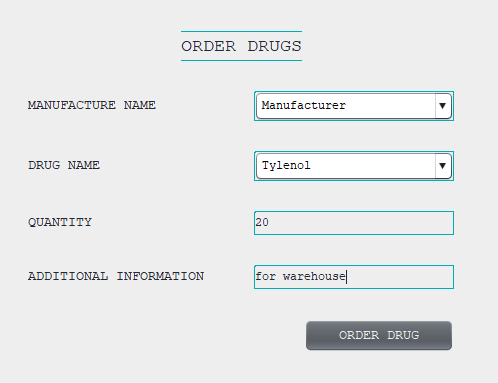 ORDER DRUGS
MANUFACTURE NAME
Manufacturer
DRUG NAME
Tylenol
QUANTITY
20
ADDITIONAL INFORMATION
for warehouse
ORDER DRUG